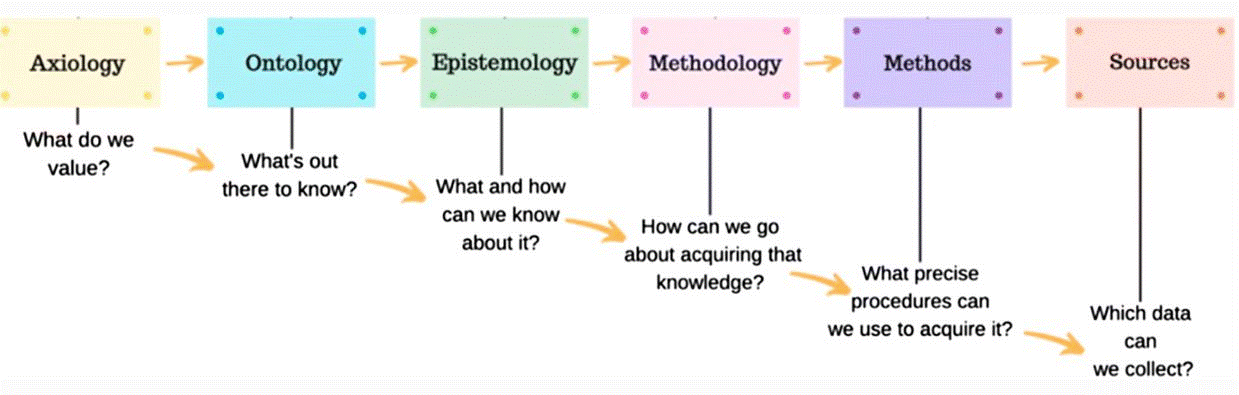 Axiology
Ontology
Epistemology
Methodology
Methods
Sources
What do we
value?
What's out
there to know?
What and how
can we know
about it?
How can we go
about acquiring that
knowledge?
What precise
procedures can
we use to acquire it?
Which data
can
we collect?